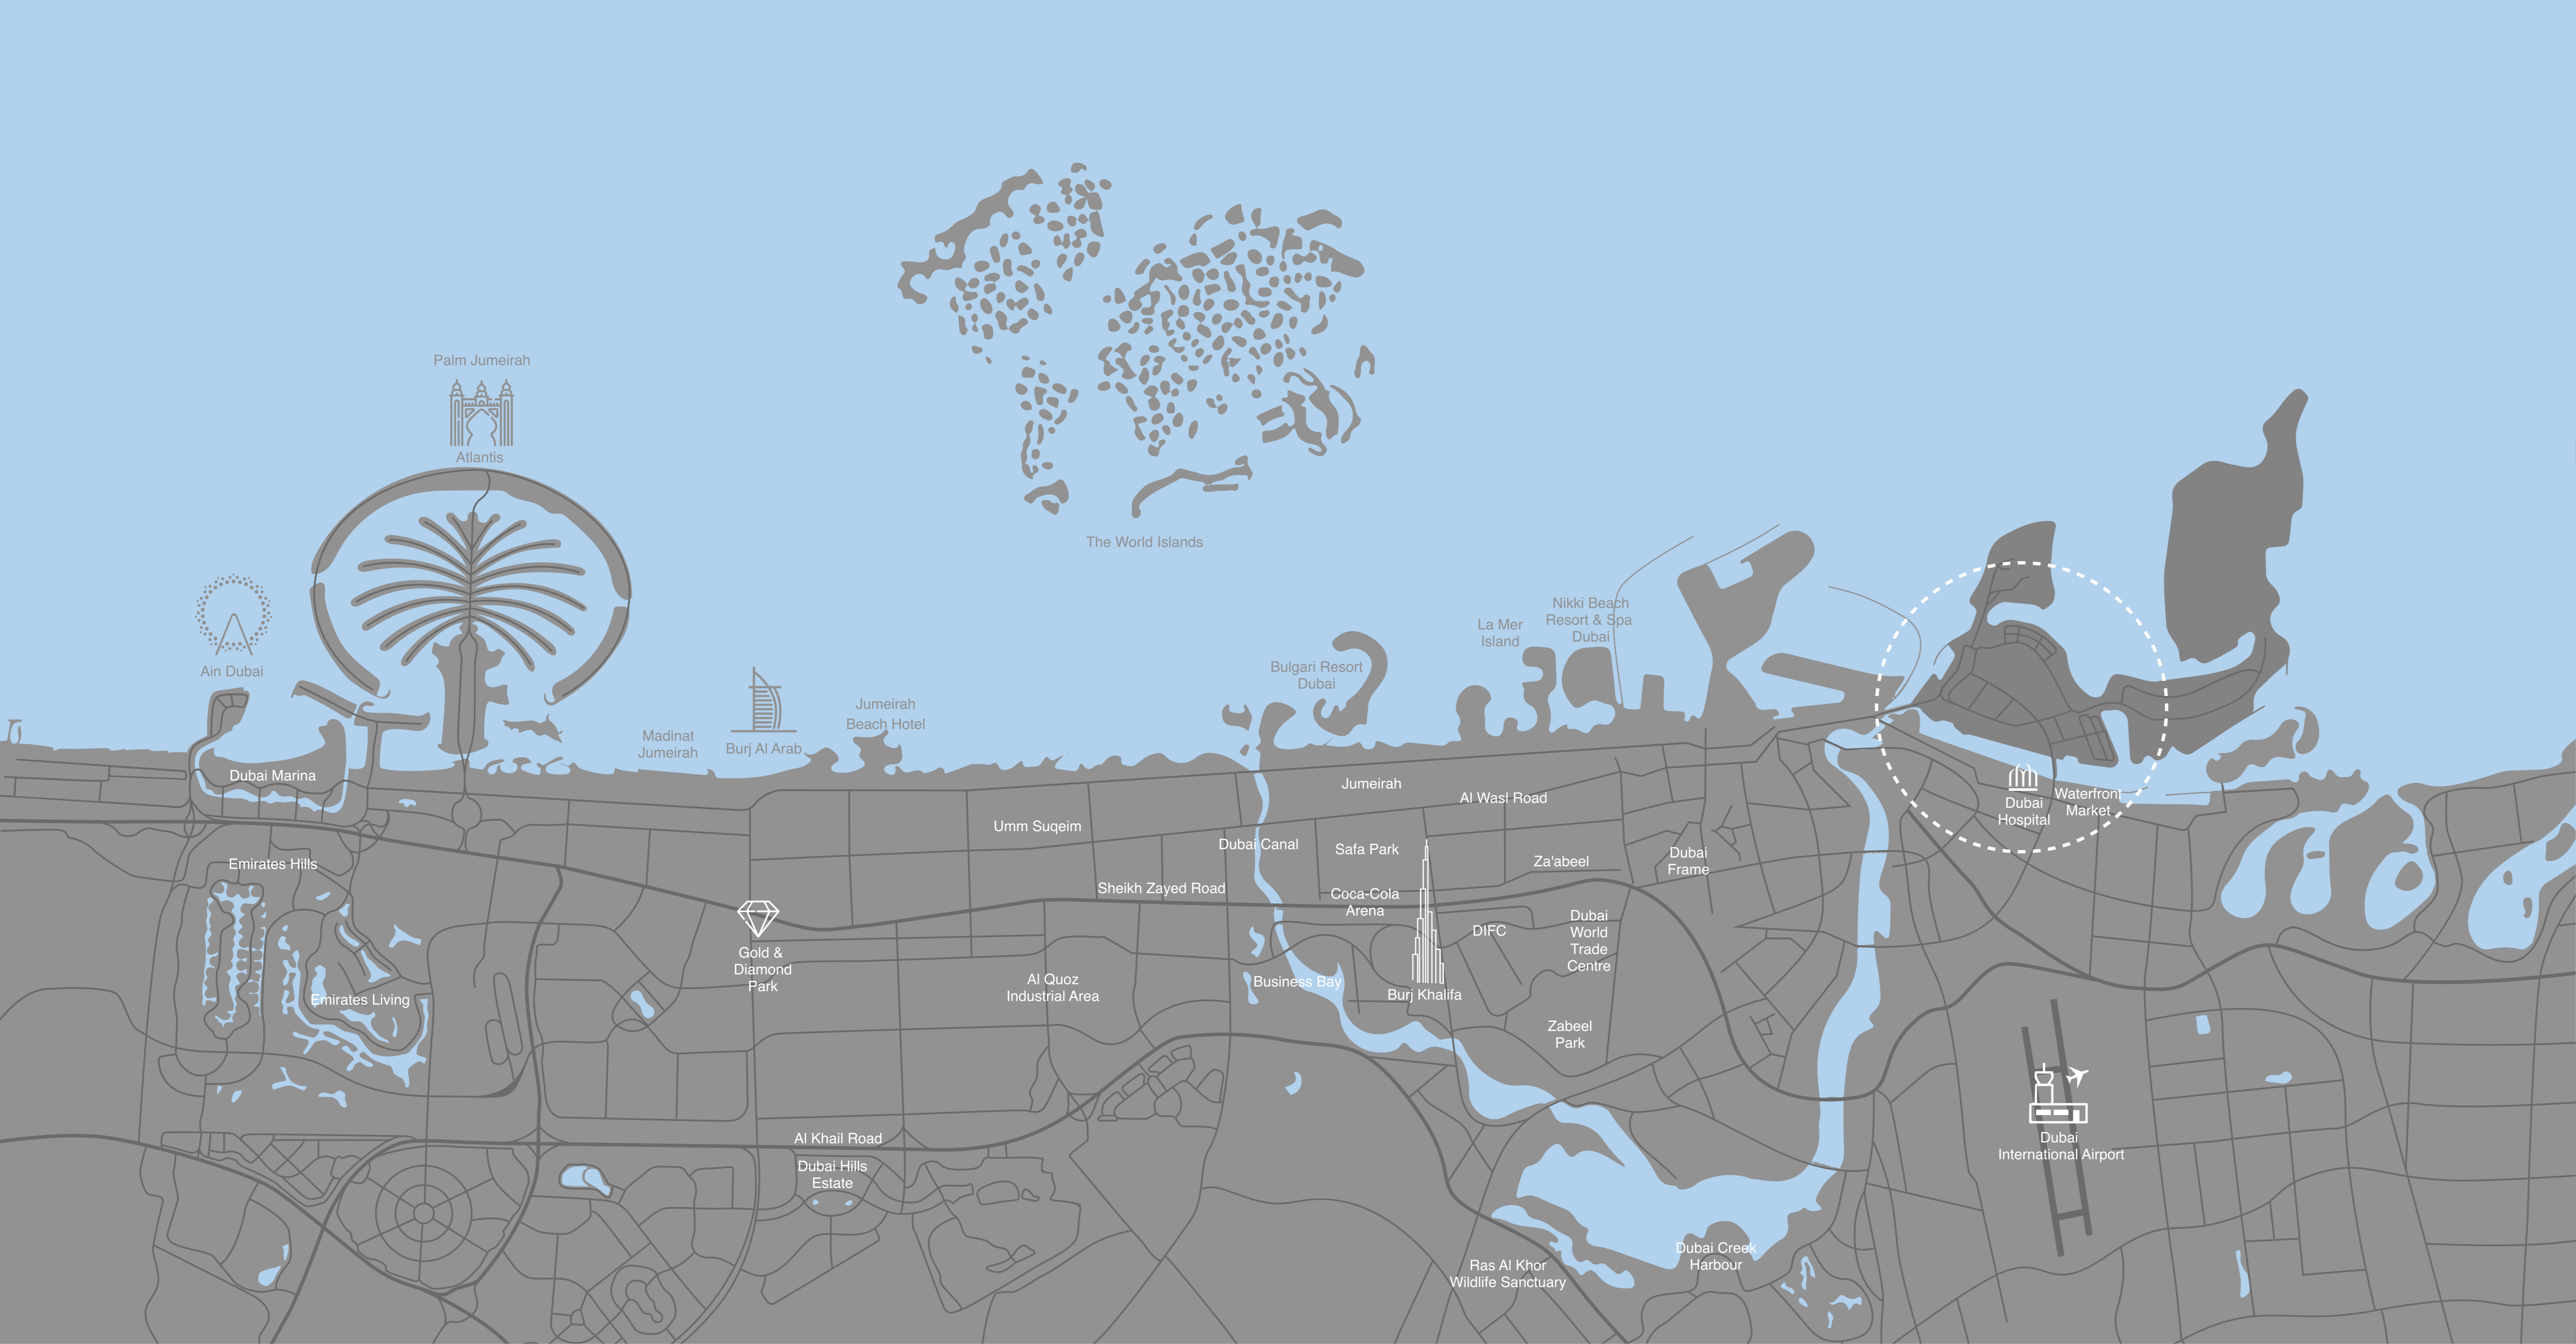 Palm Jumeirah
Atlantis
The World Islands
Ain Dubai
Nikki Beach
Resort & Spa
Dubai
La Mer
Island
Bulgari Resort
Dubai
Jumeirah
Beach Hotel
Madinat
Jumeirah
Burj Al Arab
Dubai Marina
Jumeirah
Al Wasl Road
Waterfront
Market
Dubai
Hospital
Umm Suqeim
Dubai Canal
Safa Park
Za'abeel
Dubai
Frame
Emirates Hills
Sheikh Zayed Road
Coca-Cola
Arena
DIFC
Dubai
World
Trade
Centre
Gold &
Diamond
Park
Al Quoz
Industrial Area
Business Bay
Burj Khalifa
Emirates Living
Zabeel
Park
Al Khail Road
Dubai
International Airport
Dubai Hills
Estate
Dubai Creek
Harbour
Ras Al Khor
Wildlife Sanctuary